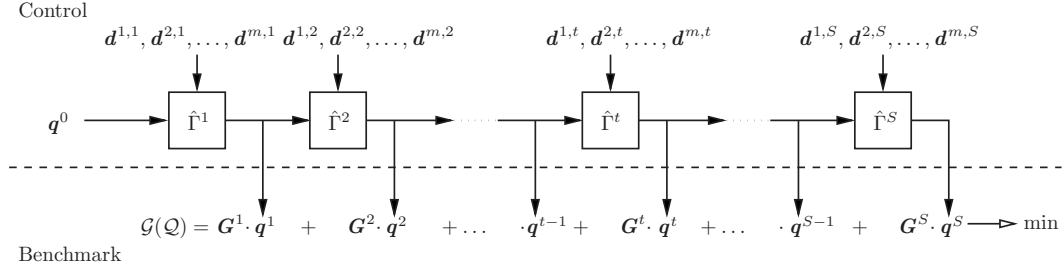 Control
d^{1,1}, d^{2,1}, …, d^{m,1} d^{1,2}, d^{2,2}, …, d^{m,2} d^{1,t}, d^{2,t}, …, d^{m,t} d^{1,S}, d^{2,S}, …, d^{m,S}
q^0 Γ̂^1 Γ̂^2 Γ̂^t Γ̂^S
𝒢(𝒬) = G^1 · q^1 + G^2 · q^2 + … · q^{t−1} + G^t · q^t + … · q^{S−1} + G^S · q^S min
Benchmark